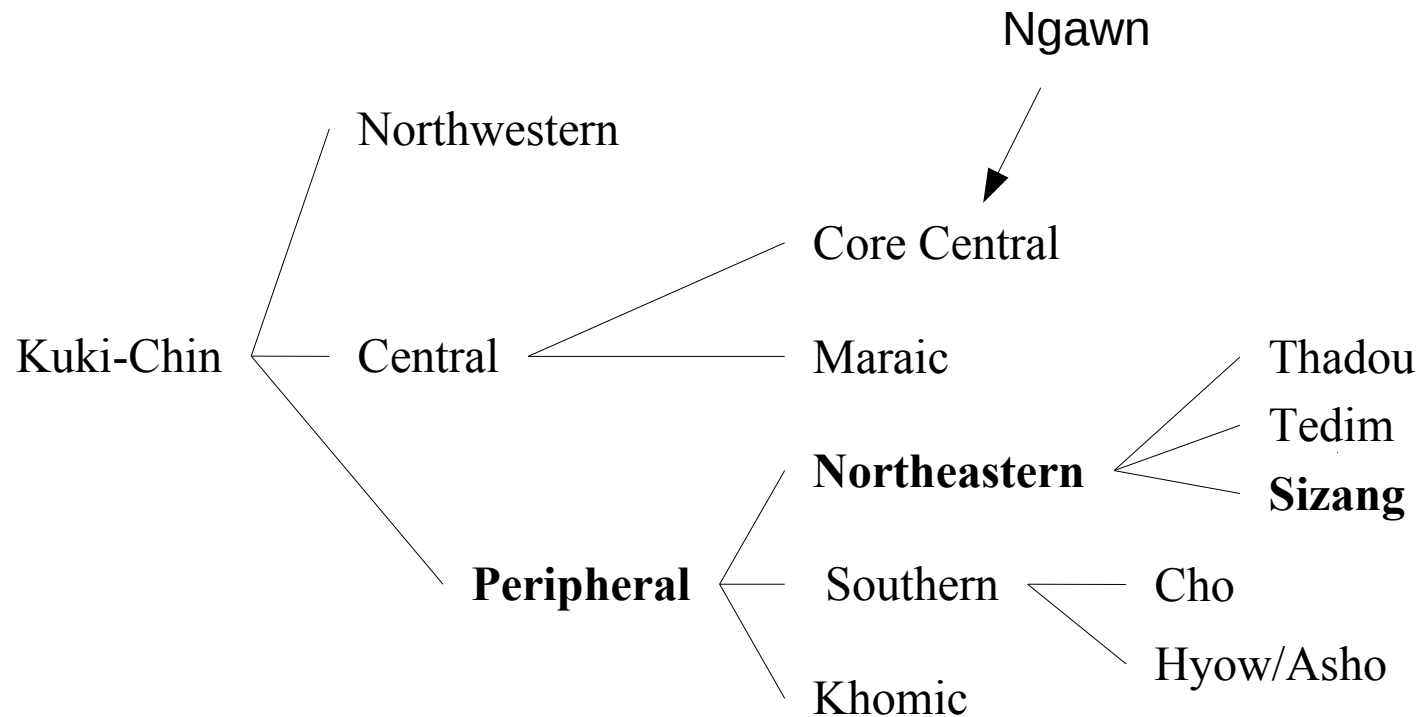 Ngawn
Northwestern
Core Central
Kuki-Chin
Central
Maraic
Thadou
Tedim
Northeastern
Sizang
Peripheral
Southern
Cho
Hyow/Asho
Khomic